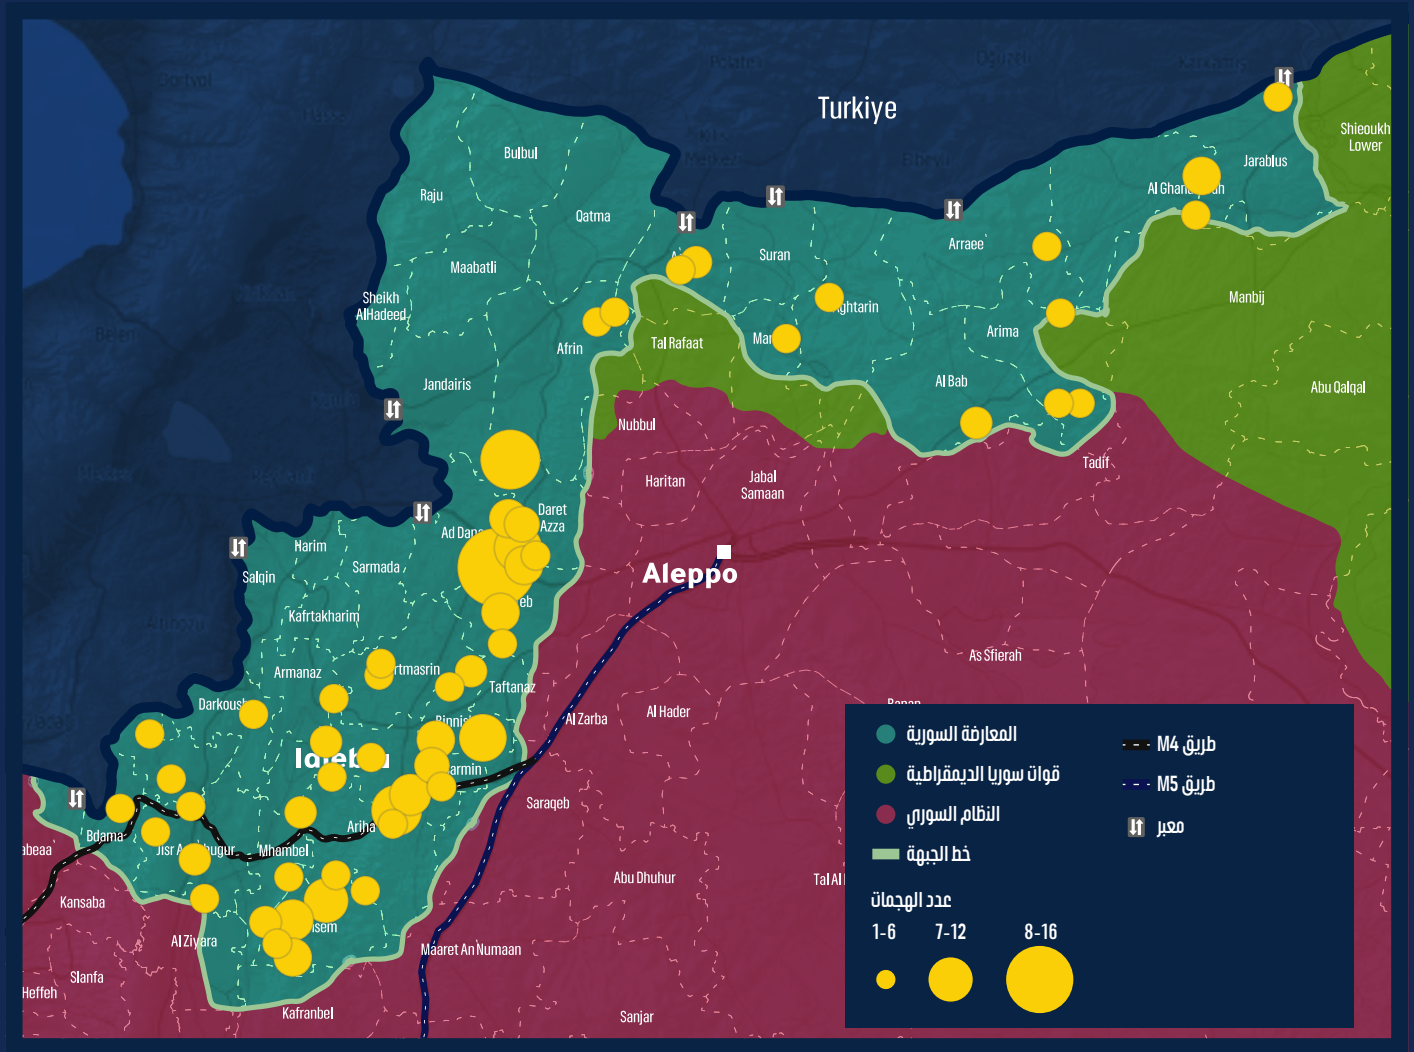 Turkiye
Shieoukh
Lower
Bulbul
Jarablus
Raju
Qatma
Arraee
Suran
Maabatli
Sheikh
AlHadeed
Manbij
Arima
Tal Rafaat
Afrin
Jandairis
Al Bab
Abu Qalqal
Nubbul
Tadif
Haritan
Jabal
Samaan
Daret
Azza
Harim
Sarmada
Salqin
Aleppo
Kafrtakharim
As Sfierah
Armanaz
Taftanaz
Al Zarba
Al Hader
Saraqeb
Ariha
Bdama
Mhambel
Abu Dhuhur
Kansaba
Al Ziyara
Maaret An Numaan
Slanfa
Heffeh
Kafranbel
Sanjar
المعارضة السورية
قوات سوريا الديمقراطية
النظام السوري
خط الجبهة
طريق M4
طريق M5
معبر
عدد الهجمات
1-6
7-12
8-16